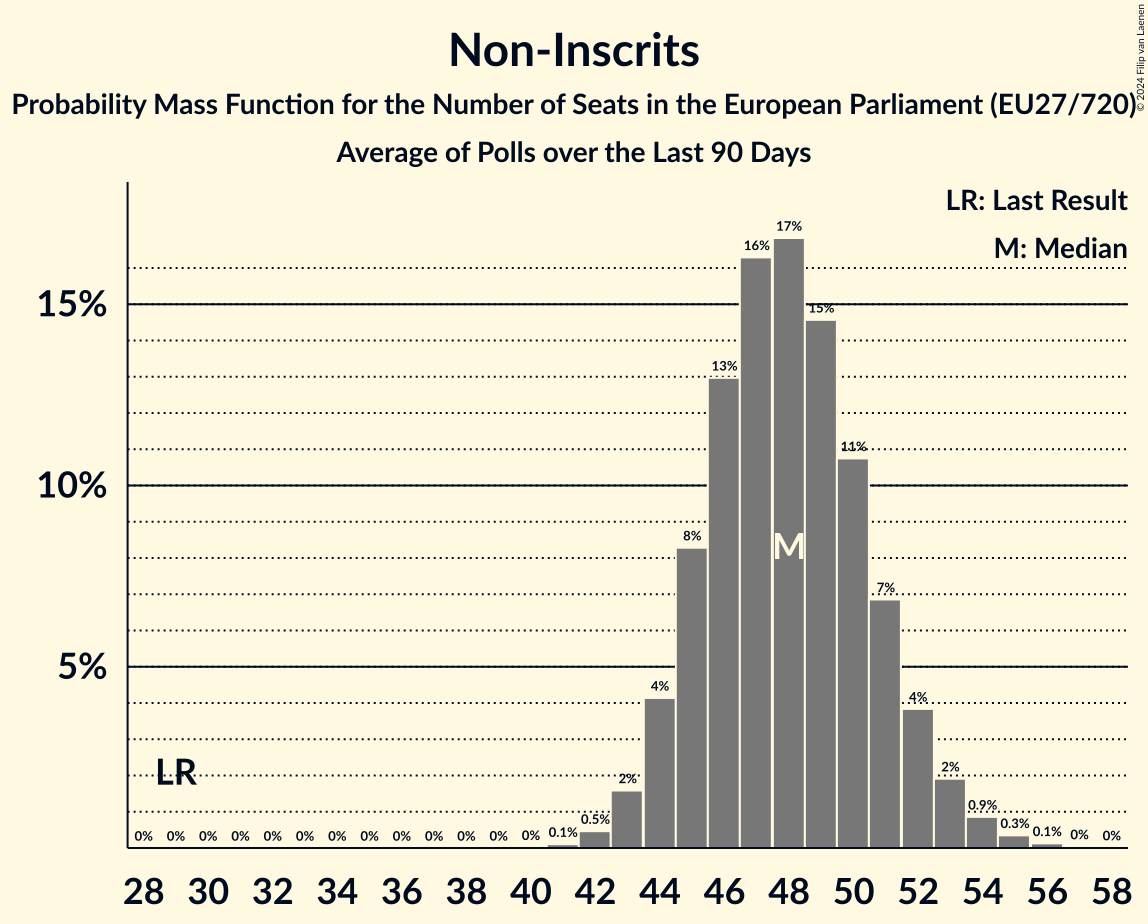 Non-Inscrits
Probability Mass Function for the Number of Seats in the European Parliament (EU27/720)
Average of Polls over the Last 90 Days
© 2024 Filip van Laenen
LR: Last Result
M: Median
15%
10%
5%
0% 0% 0% 0% 0% 0% 0% 0% 0% 0% 0% 0% 0% 0.1% 0.5% 2% 4% 8% 13% 16% 17% 15% 11% 7% 4% 2% 0.9% 0.3% 0.1% 0% 0%
LR
M
28 30 32 34 36 38 40 42 44 46 48 50 52 54 56 58